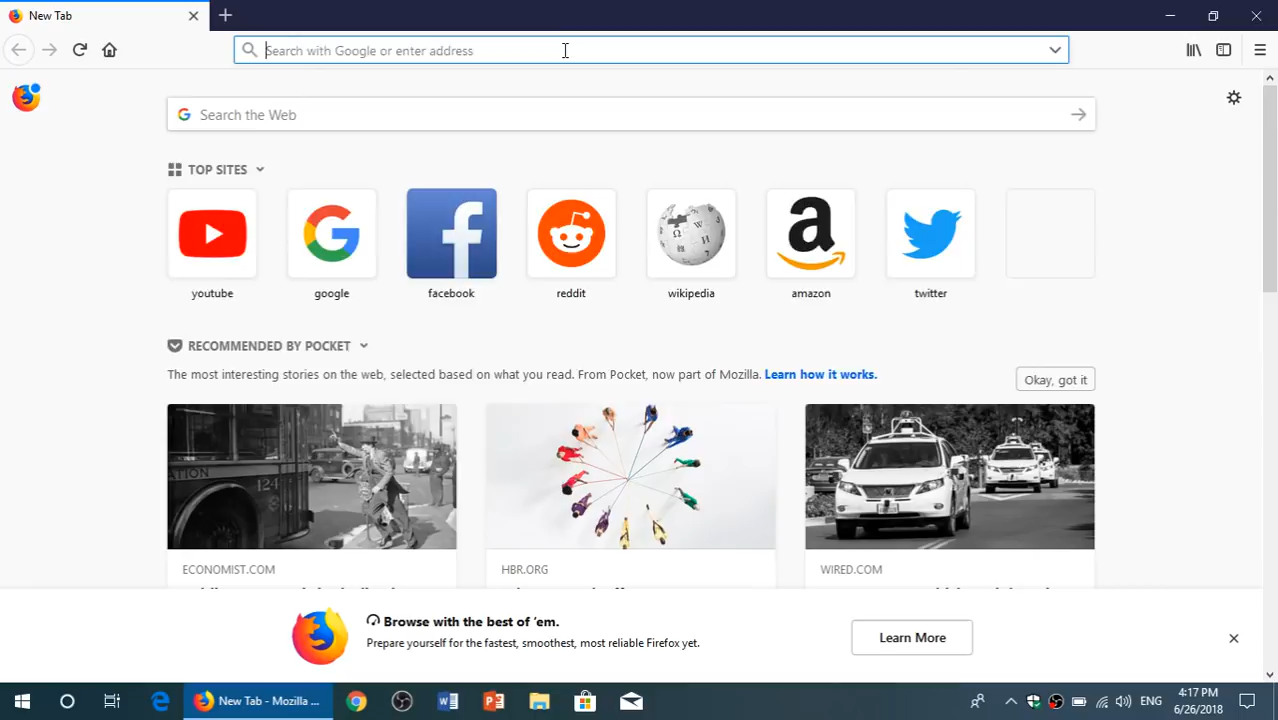 New Tab
Search with Google or enter address
Search the Web
TOP SITES
youtube
google
facebook
reddit
wikipedia
amazon
twitter
RECOMMENDED BY POCKET
The most interesting stories on the web, selected based on what you read. From Pocket, now part of Mozilla. Learn how it works.
Okay, got it
ATION
124
ECONOMIST.COM
HBR.ORG
WIRED.COM
Browse with the best of ‘em.
Prepare yourself for the fastest, smoothest, most reliable Firefox yet.
Learn More
New Tab - Mozilla ...
ENG
4:17 PM
6/26/2018